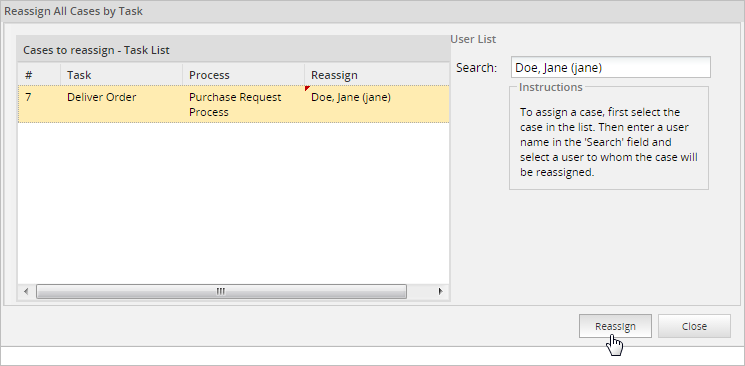 Reassign All Cases by Task
Cases to reassign - Task List
# Task Process Reassign
7 Deliver Order Purchase Request Doe, Jane (jane)
Process
User List
Search: Doe, Jane (jane)
Instructions
To assign a case, first select the
case in the list. Then enter a user
name in the 'Search' field and
select a user to whom the case will
be reassigned.
Reassign Close